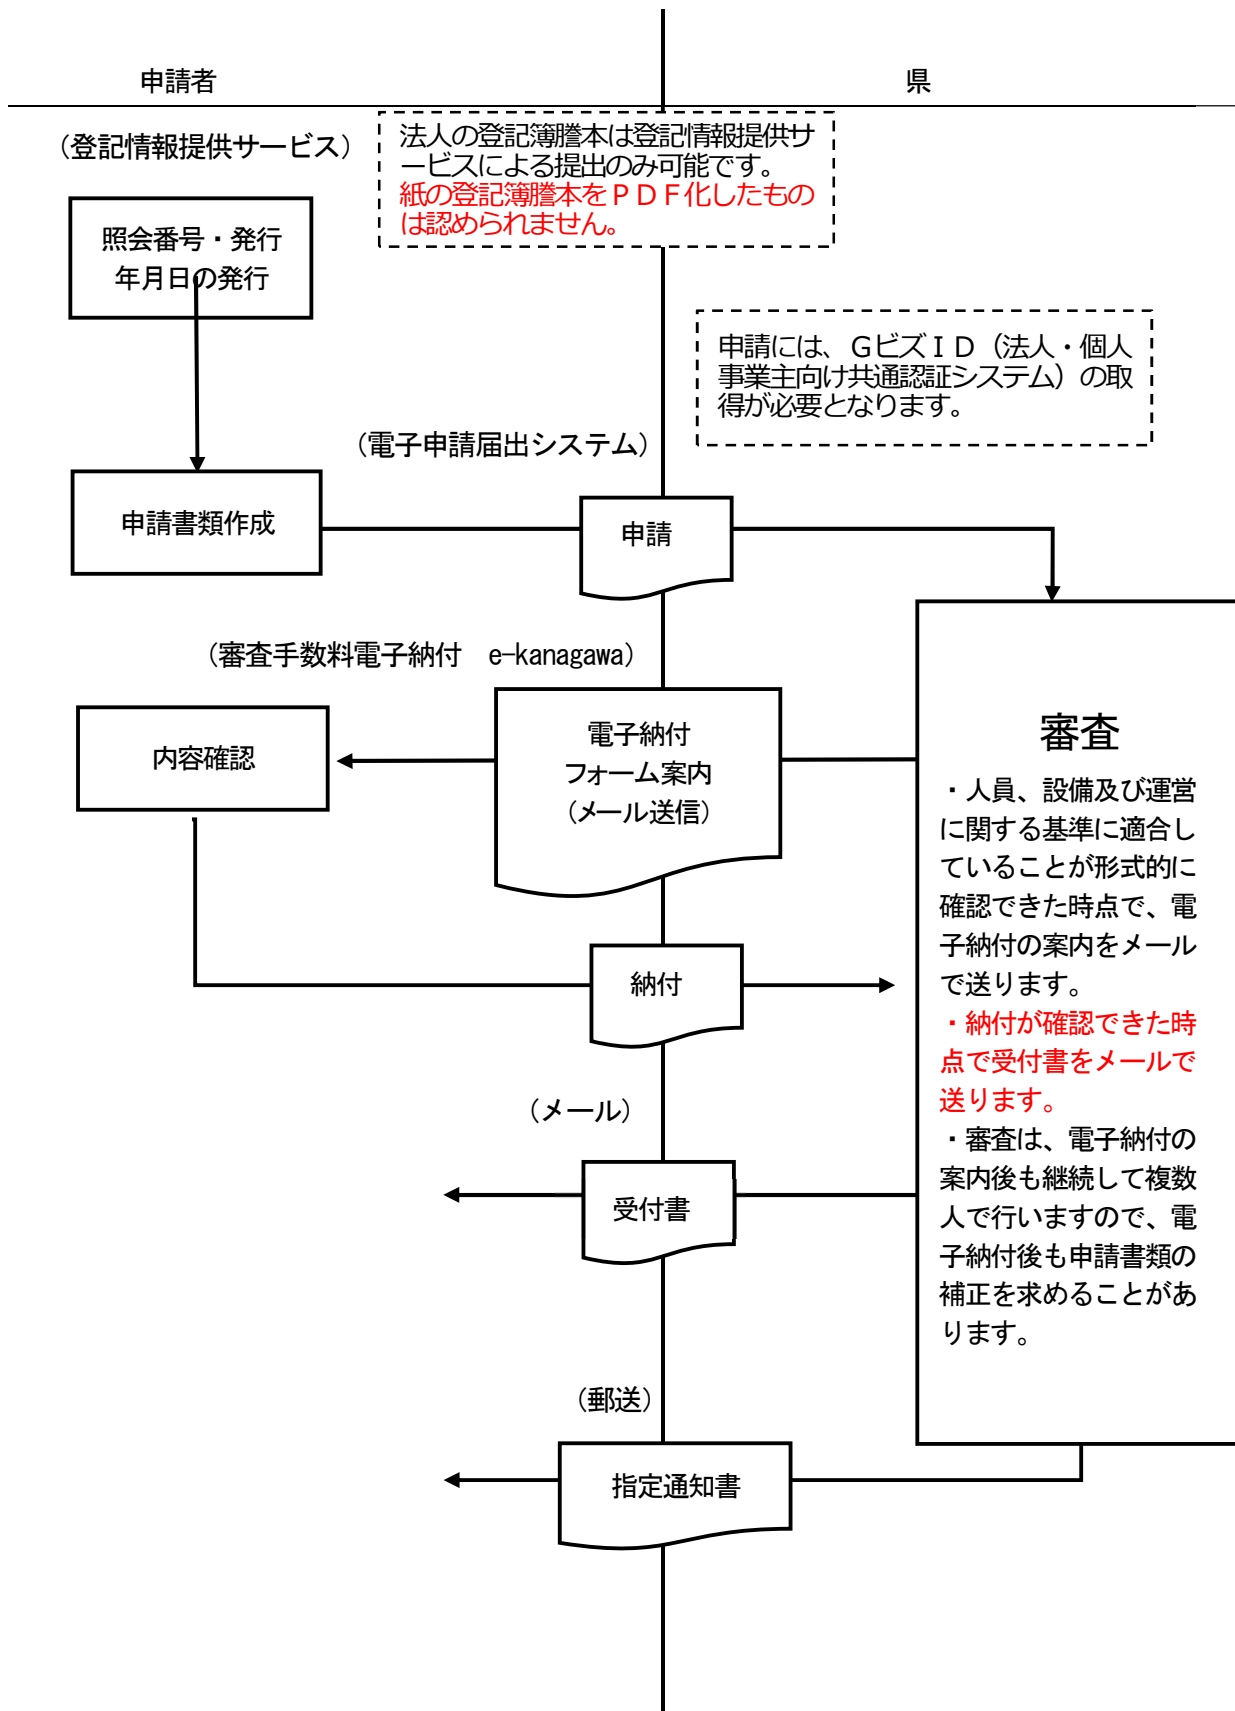 申請者
県
（登記情報提供サービス）
法人の登記簿謄本は登記情報提供サ
ービスによる提出のみ可能です。
紙の登記簿謄本をＰＤＦ化したもの
は認められません。
照会番号・発行
年月日の発行
申請には、Ｇビズ Ｉ Ｄ（法人・個人
事業主向け共通認証システム）の取
得が必要となります。
（電子申請届出システム）
申請書類作成
申請
（審査手数料電子納付　e-kanagawa）
電子納付
フォーム案内
（メール送信）
内容確認
審査
・人員、設備及び運営
に関する基準に適合し
ていることが形式的に
確認できた時点で、電
子納付の案内をメール
で送ります。
・納付が確認できた時
点で受付書をメールで
送ります。
・審査は、電子納付の
案内後も継続して複数
人で行いますので、電
子納付後も申請書類の
補正を求めることがあ
ります。
納付
（メール）
受付書
（郵送）
指定通知書